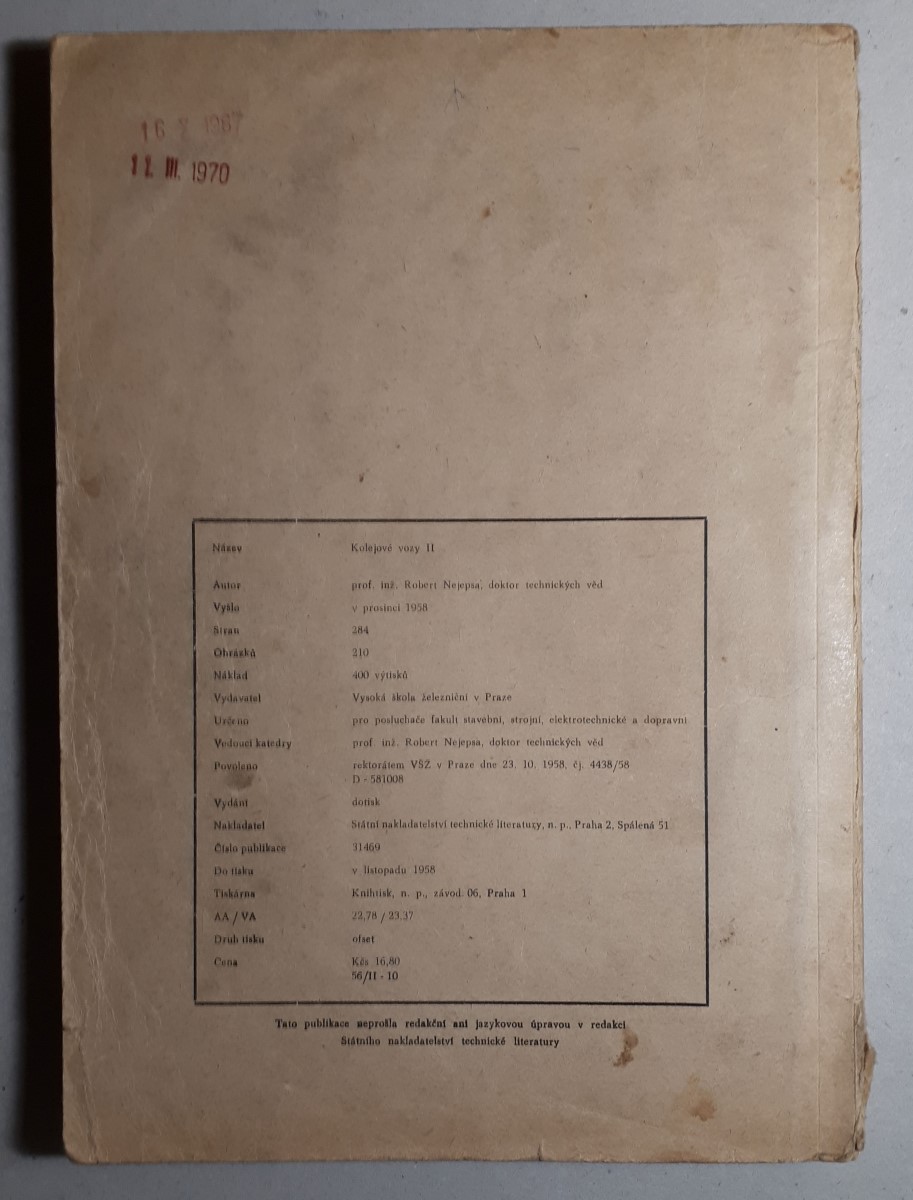 16 1967
11. III. 1970
Název Kolejové vozy II
Autor prof. inž. Robert Nejepsa, doktor technických věd
Vyšlo v prosinci 1958
Stran 284
Obrázků 210
Náklad 400 výtisků
Vydavatel Vysoká škola železniční v Praze
Určeno pro posluchače fakult stavební, strojní, elektrotechnické a dopravní
Vedoucí katedry prof. inž. Robert Nejepsa, doktor technických věd
Povoleno rektorátem VŠŽ v Praze dne 23. 10. 1958, čj. 4438/58
D - 581008
Vydání dotisk
Nakladatel Státní nakladatelství technické literatury, n. p., Praha 2, Spálená 51
Číslo publikace 31469
Do tisku v listopadu 1958
Tiskárna Knihtisk, n. p., závod 06, Praha 1
AA / VA 22,78 / 23,37
Druh tisku ofset
Cena Kčs 16,80
56/II - 10
Tato publikace neprošla redakční ani jazykovou úpravou v redakci
Státního nakladatelství technické literatury